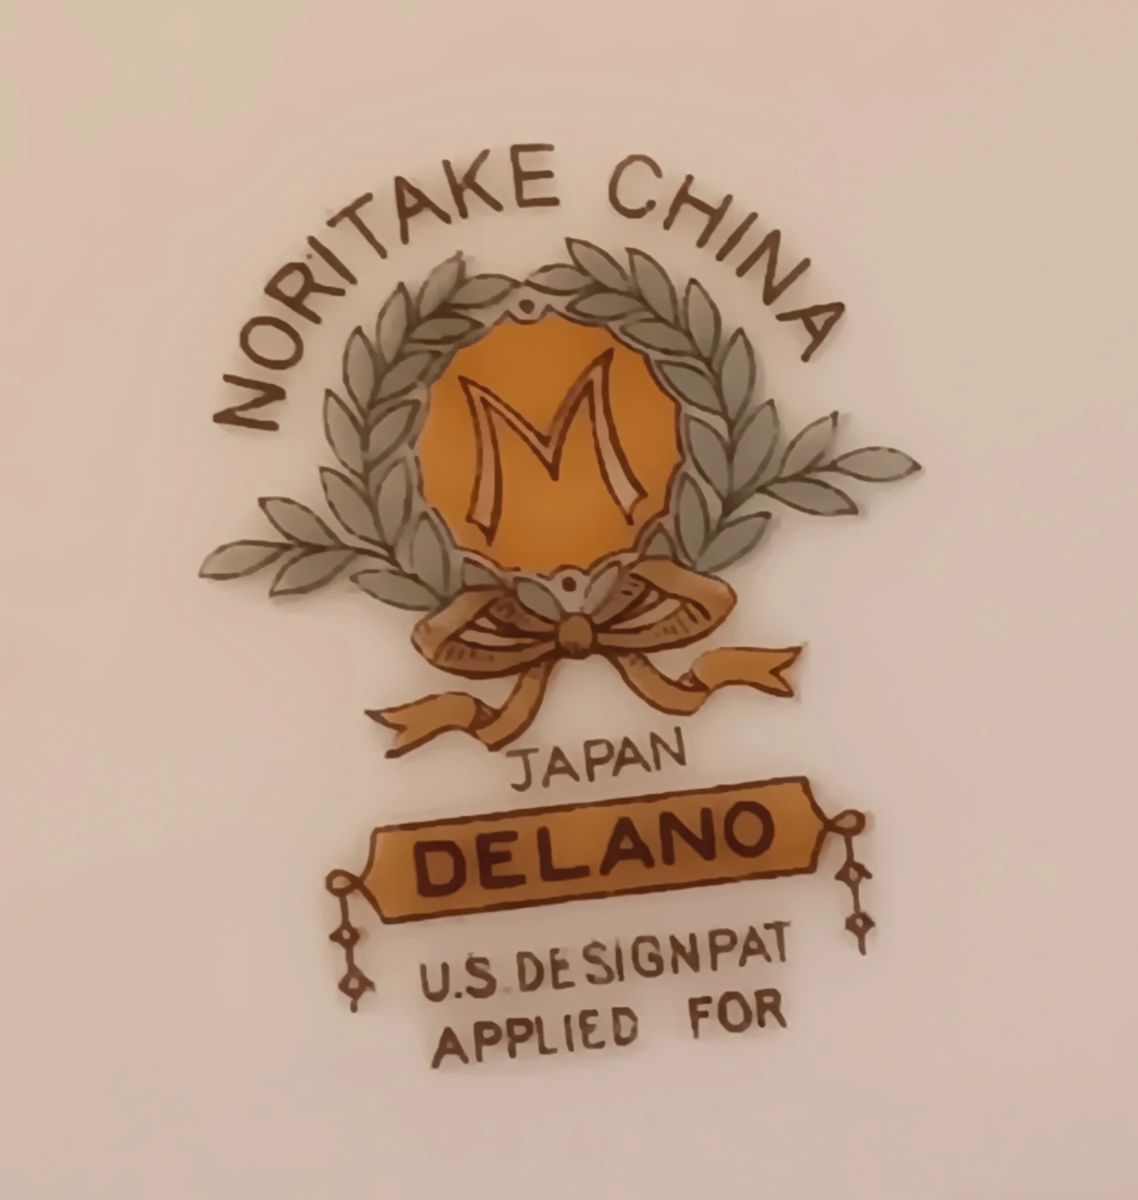 NORITAKE CHINA
M
JAPAN
DELANO
U.S. DESIGN PAT
APPLIED FOR